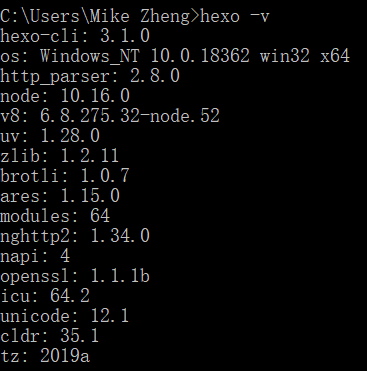 C:\Users\Mike Zheng>hexo -v
hexo-cli: 3.1.0
os: Windows_NT 10.0.18362 win32 x64
http_parser: 2.8.0
node: 10.16.0
v8: 6.8.275.32-node.52
uv: 1.28.0
zlib: 1.2.11
brotli: 1.0.7
ares: 1.15.0
modules: 64
nghttp2: 1.34.0
napi: 4
openssl: 1.1.1b
icu: 64.2
unicode: 12.1
cldr: 35.1
tz: 2019a